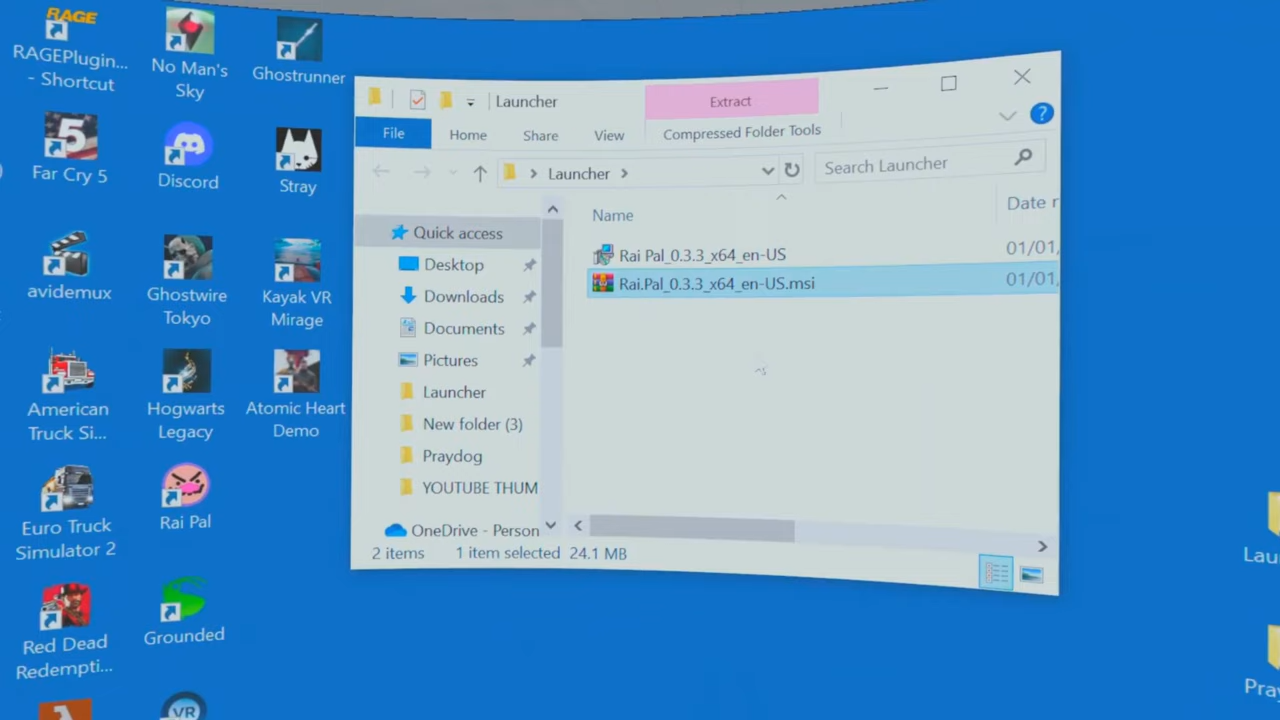 RAGE
RAGEPlugin...
- Shortcut
No Man's
Sky
Ghostrunner
5
Far Cry 5
Discord
Stray
avidemux
Ghostwire
Tokyo
Kayak VR
Mirage
American
Truck Si...
Hogwarts
Legacy
Atomic Heart
Demo
Euro Truck
Simulator 2
Rai Pal
Red Dead
Redempti...
Grounded
VR
Launcher
Extract
File
Home
Share
View
Compressed Folder Tools
?
Launcher
Search Launcher
Quick access
Desktop
Downloads
Documents
Pictures
Launcher
New folder (3)
Praydog
YOUTUBE THUM
OneDrive - Person
Name
Date r
Rai Pal_0.3.3_x64_en-US
01/01,
Rai.Pal_0.3.3_x64_en-US.msi
01/01,
2 items
1 item selected
24.1 MB
Lau
Pray